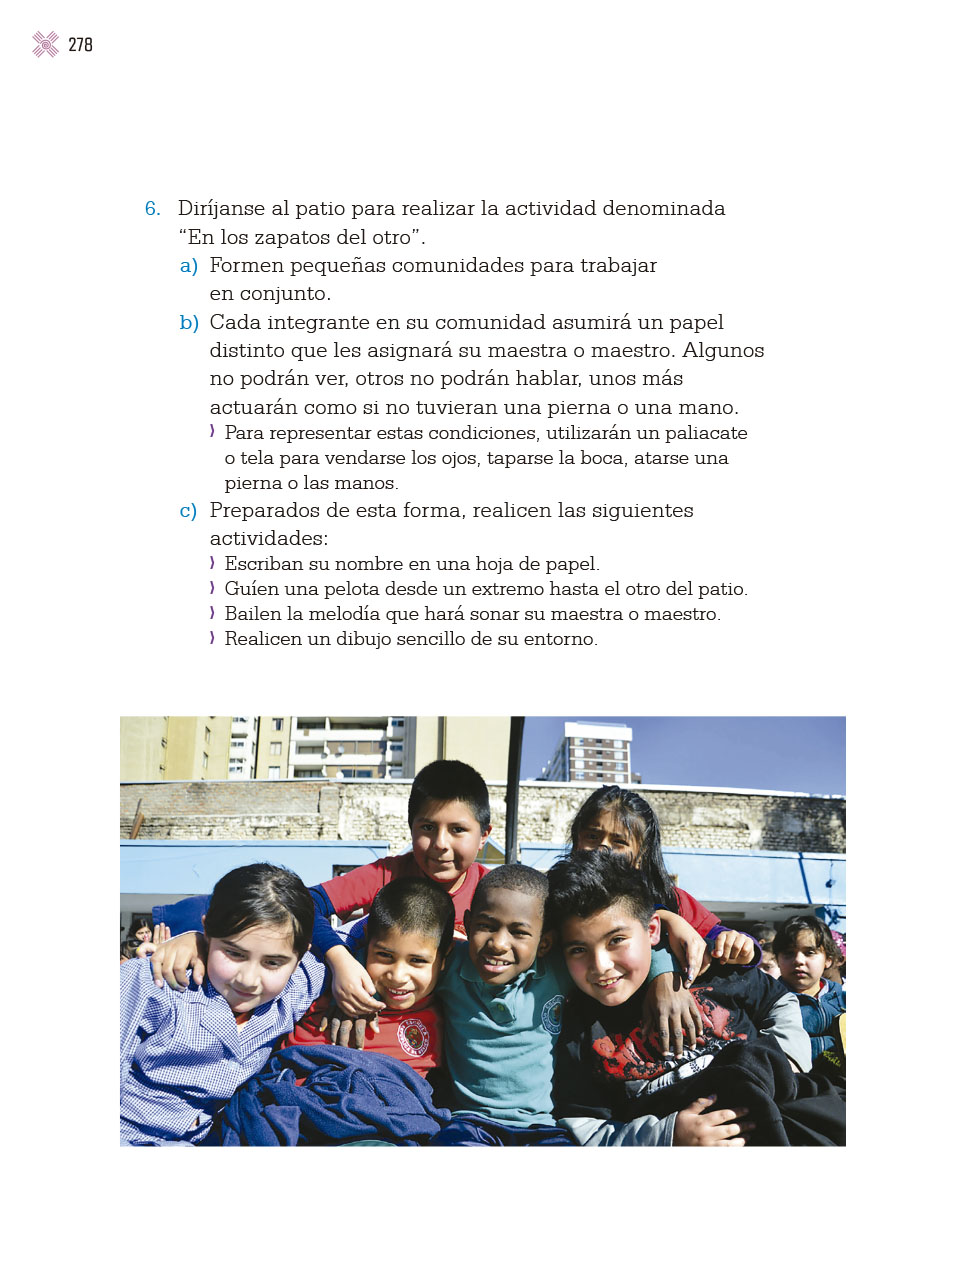 278
6. Diríjanse al patio para realizar la actividad denominada
“En los zapatos del otro”.
a) Formen pequeñas comunidades para trabajar
en conjunto.
b) Cada integrante en su comunidad asumirá un papel
distinto que les asignará su maestra o maestro. Algunos
no podrán ver, otros no podrán hablar, unos más
actuarán como si no tuvieran una pierna o una mano.
⟩ Para representar estas condiciones, utilizarán un paliacate
o tela para vendarse los ojos, taparse la boca, atarse una
pierna o las manos.
c) Preparados de esta forma, realicen las siguientes
actividades:
⟩ Escriban su nombre en una hoja de papel.
⟩ Guíen una pelota desde un extremo hasta el otro del patio.
⟩ Bailen la melodía que hará sonar su maestra o maestro.
⟩ Realicen un dibujo sencillo de su entorno.